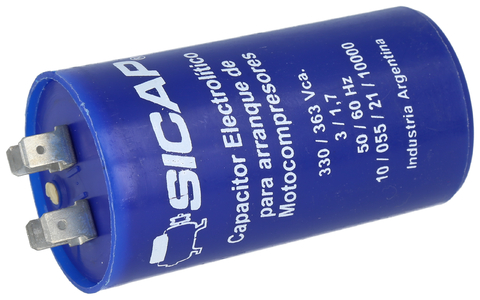 SICAP
Capacitor Electrolítico
para arranque de
Motocompresores
330 / 363 Vca.
3 / 1,7
50 / 60 Hz
10 / 055 / 21 / 10000
Industria Argentina